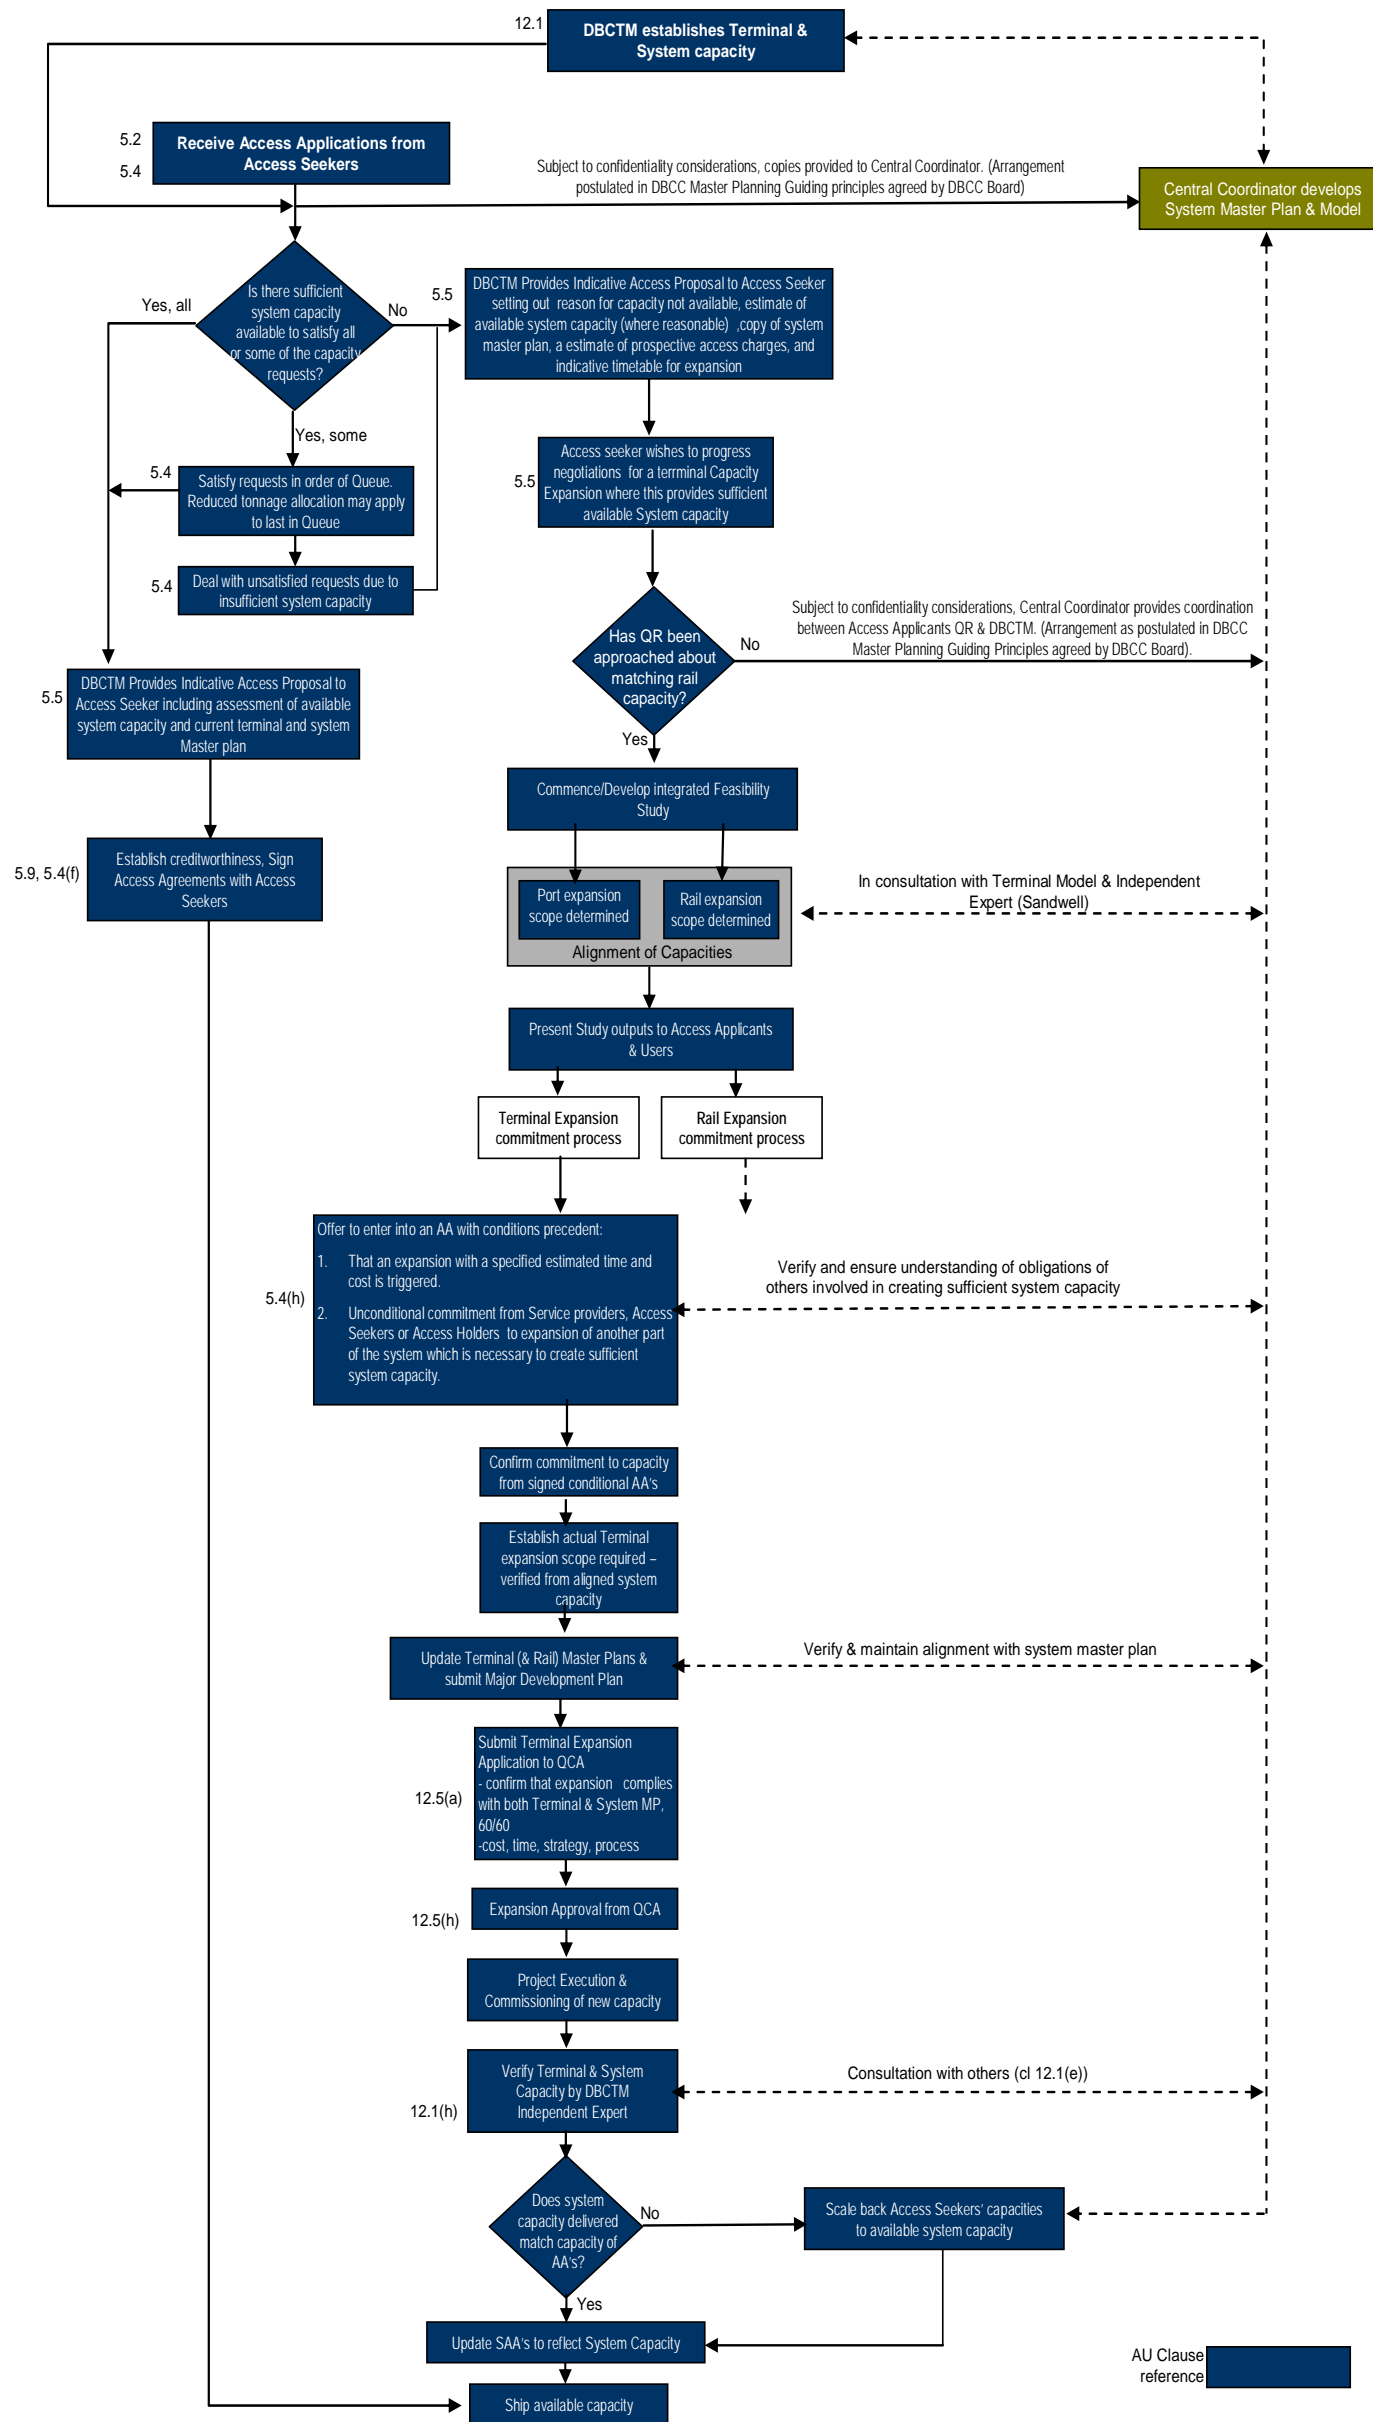 12.1
DBCTM establishes Terminal &
System capacity
5.2
5.4
Receive Access Applications from
Access Seekers
Subject to confidentiality considerations, copies provided to Central Coordinator. (Arrangement
postulated in DBCC Master Planning Guiding principles agreed by DBCC Board)
Central Coordinator develops
System Master Plan & Model
Is there sufficient
system capacity
available to satisfy all
or some of the capacity
requests?
Yes, all
No
5.5
DBCTM Provides Indicative Access Proposal to Access Seeker
setting out reason for capacity not available, estimate of
available system capacity (where reasonable) ,copy of system
master plan, a estimate of prospective access charges, and
indicative timetable for expansion
Yes, some
5.4
Satisfy requests in order of Queue.
Reduced tonnage allocation may apply
to last in Queue
5.5
Access seeker wishes to progress
negotiations for a terrminal Capacity
Expansion where this provides sufficient
available System capacity
5.4
Deal with unsatisfied requests due to
insufficient system capacity
Has QR been
approached about
matching rail
capacity?
No
Subject to confidentiality considerations, Central Coordinator provides coordination
between Access Applicants QR & DBCTM. (Arrangement as postulated in DBCC
Master Planning Guiding Principles agreed by DBCC Board).
5.5
DBCTM Provides Indicative Access Proposal to
Access Seeker including assessment of available
system capacity and current terminal and system
Master plan
Yes
Commence/Develop integrated Feasibility
Study
5.9, 5.4(f)
Establish creditworthiness, Sign
Access Agreements with Access
Seekers
Port expansion
scope determined
Rail expansion
scope determined
Alignment of Capacities
In consultation with Terminal Model & Independent
Expert (Sandwell)
Present Study outputs to Access Applicants
& Users
Terminal Expansion
commitment process
Rail Expansion
commitment process
5.4(h)
Offer to enter into an AA with conditions precedent:
1. That an expansion with a specified estimated time and
cost is triggered.
2. Unconditional commitment from Service providers, Access
Seekers or Access Holders to expansion of another part
of the system which is necessary to create sufficient
system capacity.
Verify and ensure understanding of obligations of
others involved in creating sufficient system capacity
Confirm commitment to capacity
from signed conditional AA's
Establish actual Terminal
expansion scope required –
verified from aligned system
capacity
Update Terminal (& Rail) Master Plans &
submit Major Development Plan
Verify & maintain alignment with system master plan
12.5(a)
Submit Terminal Expansion
Application to QCA
- confirm that expansion complies
with both Terminal & System MP,
60/60
-cost, time, strategy, process
12.5(h)
Expansion Approval from QCA
Project Execution &
Commissioning of new capacity
12.1(h)
Verify Terminal & System
Capacity by DBCTM
Independent Expert
Consultation with others (cl 12.1(e))
Does system
capacity delivered
match capacity of
AA's?
No
Scale back Access Seekers' capacities
to available system capacity
Yes
Update SAA's to reflect System Capacity
Ship available capacity
AU Clause
reference